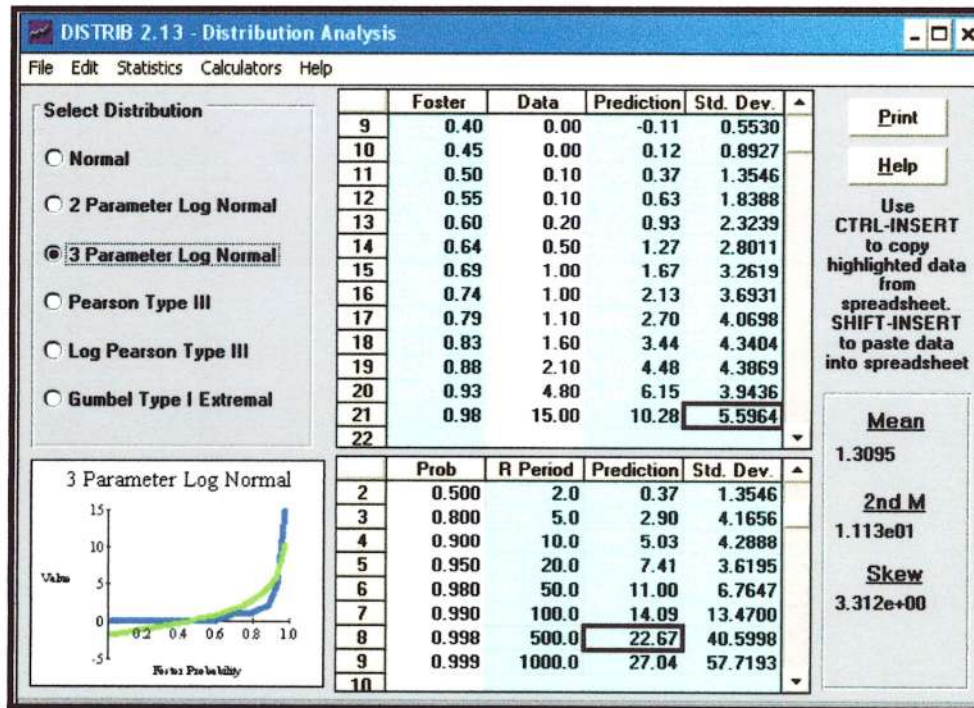 DISTRIB 2.13 - Distribution Analysis
File Edit Statistics Calculators Help
Select Distribution
Normal
2 Parameter Log Normal
3 Parameter Log Normal
Pearson Type III
Log Pearson Type III
Gumbel Type I Extremal
Foster Data Prediction Std. Dev.
9 0.40 0.00 -0.11 0.5530
10 0.45 0.00 0.12 0.8927
11 0.50 0.10 0.37 1.3546
12 0.55 0.10 0.63 1.8388
13 0.60 0.20 0.93 2.3239
14 0.64 0.50 1.27 2.8011
15 0.69 1.00 1.67 3.2619
16 0.74 1.00 2.13 3.6931
17 0.79 1.10 2.70 4.0698
18 0.83 1.60 3.44 4.3404
19 0.88 2.10 4.48 4.3869
20 0.93 4.80 6.15 3.9436
21 0.98 15.00 10.28 5.5964
22
Print
Help
Use
CTRL-INSERT
to copy
highlighted data
from
spreadsheet.
SHIFT-INSERT
to paste data
into spreadsheet
3 Parameter Log Normal
15
10
5
0
-5
Value
0.2 0.4 0.6 0.8 1.0
Foster Probability
Prob R Period Prediction Std. Dev.
2 0.500 2.0 0.37 1.3546
3 0.800 5.0 2.90 4.1656
4 0.900 10.0 5.03 4.2888
5 0.950 20.0 7.41 3.6195
6 0.980 50.0 11.00 6.7647
7 0.990 100.0 14.09 13.4700
8 0.998 500.0 22.67 40.5998
9 0.999 1000.0 27.04 57.7193
10
Mean
1.3095
2nd M
1.113e01
Skew
3.312e+00